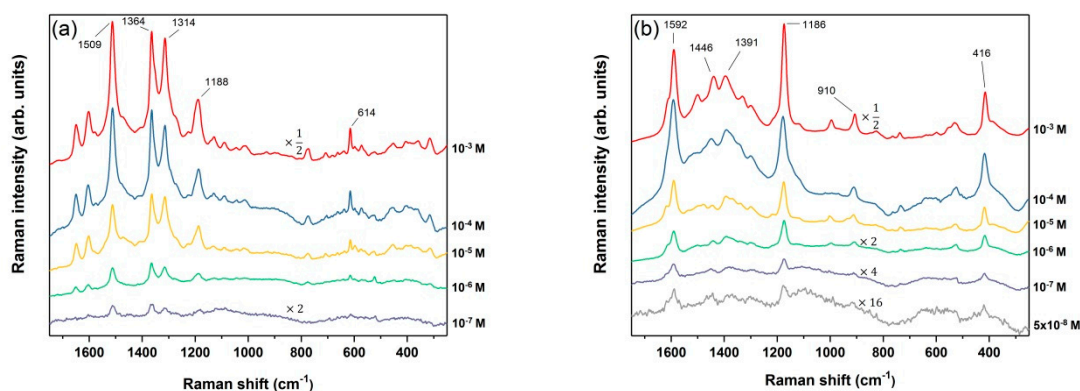 (a)
1509
1364
1314
1188
614
× 1/2
10⁻³ M
10⁻⁴ M
10⁻⁵ M
10⁻⁶ M
× 2
10⁻⁷ M
Raman intensity (arb. units)
1600 1400 1200 1000 800 600 400
Raman shift (cm⁻¹)
(b)
1592
1446
1391
1186
910
416
× 1/2
10⁻³ M
10⁻⁴ M
10⁻⁵ M
× 2
10⁻⁶ M
× 4
10⁻⁷ M
× 16
5x10⁻⁸ M
Raman intensity (arb. units)
1600 1400 1200 1000 800 600 400
Raman shift (cm⁻¹)